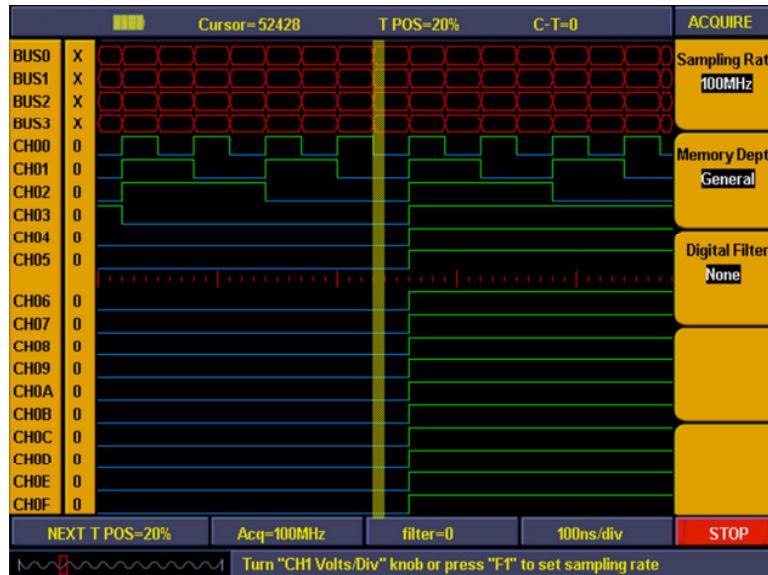 Cursor=52428 T POS=20% C-T=0 ACQUIRE
BUS0 X
BUS1 X
BUS2 X
BUS3 X
CH00 0
CH01 0
CH02 0
CH03 0
CH04 0
CH05 0
CH06 0
CH07 0
CH08 0
CH09 0
CH0A 0
CH0B 0
CH0C 0
CH0D 0
CH0E 0
CH0F 0
Sampling Rat
100MHz
Memory Dept
General
Digital Filter
None
NEXT T POS=20% Acq=100MHz filter=0 100ns/div STOP
Turn "CH1 Volts/Div" knob or press "F1" to set sampling rate